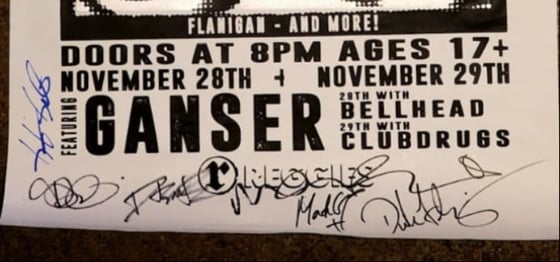 FLANIGAN - AND MORE!
DOORS AT 8PM AGES 17+
NOVEMBER 28TH + NOVEMBER 29TH
FEATURING
GANSER
28TH WITH
BELLHEAD
29TH WITH
CLUBDRUGS